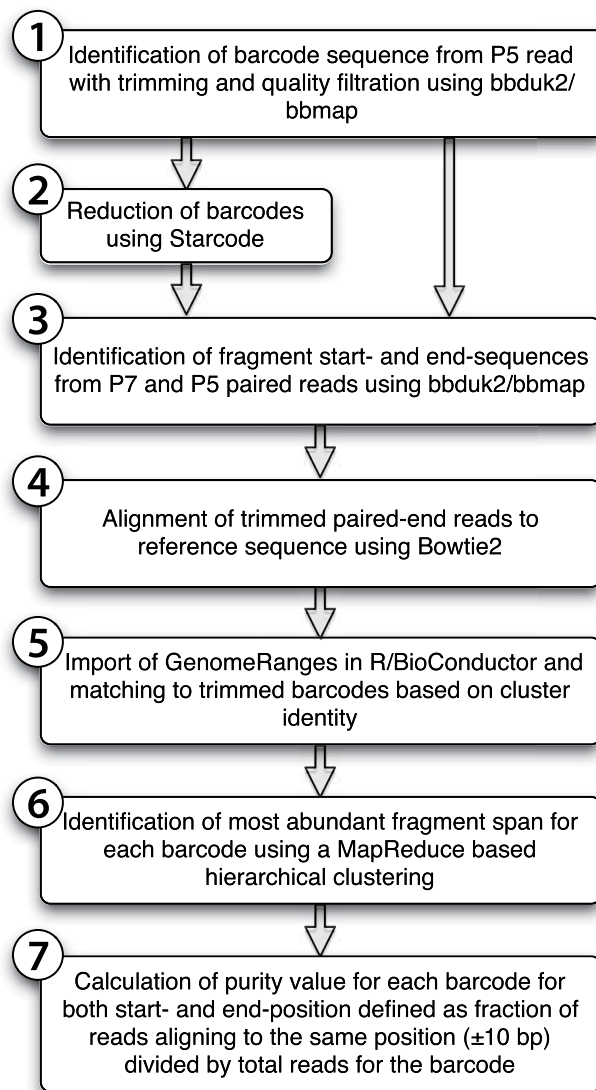 1
Identification of barcode sequence from P5 read
with trimming and quality filtration using bbduk2/
bbmap
2
Reduction of barcodes
using Starcode
3
Identification of fragment start- and end-sequences
from P7 and P5 paired reads using bbduk2/bbmap
4
Alignment of trimmed paired-end reads to
reference sequence using Bowtie2
5
Import of GenomeRanges in R/BioConductor and
matching to trimmed barcodes based on cluster
identity
6
Identification of most abundant fragment span for
each barcode using a MapReduce based
hierarchical clustering
7
Calculation of purity value for each barcode for
both start- and end-position defined as fraction of
reads aligning to the same position (±10 bp)
divided by total reads for the barcode